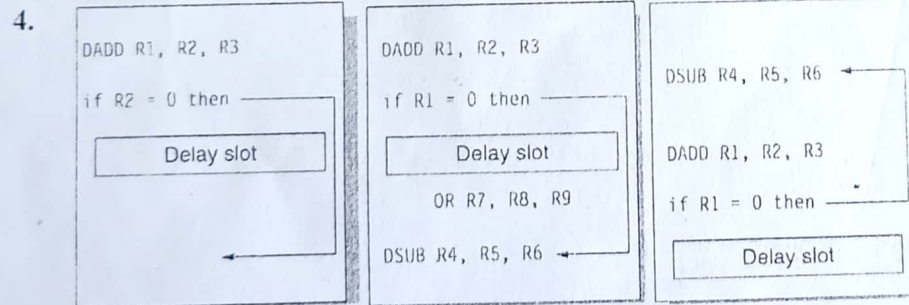 4.
DADD R1, R2, R3
if R2 = 0 then
Delay slot
DADD R1, R2, R3
if R1 = 0 then
Delay slot
OR R7, R8, R9
DSUB R4, R5, R6
DSUB R4, R5, R6
DADD R1, R2, R3
if R1 = 0 then
Delay slot